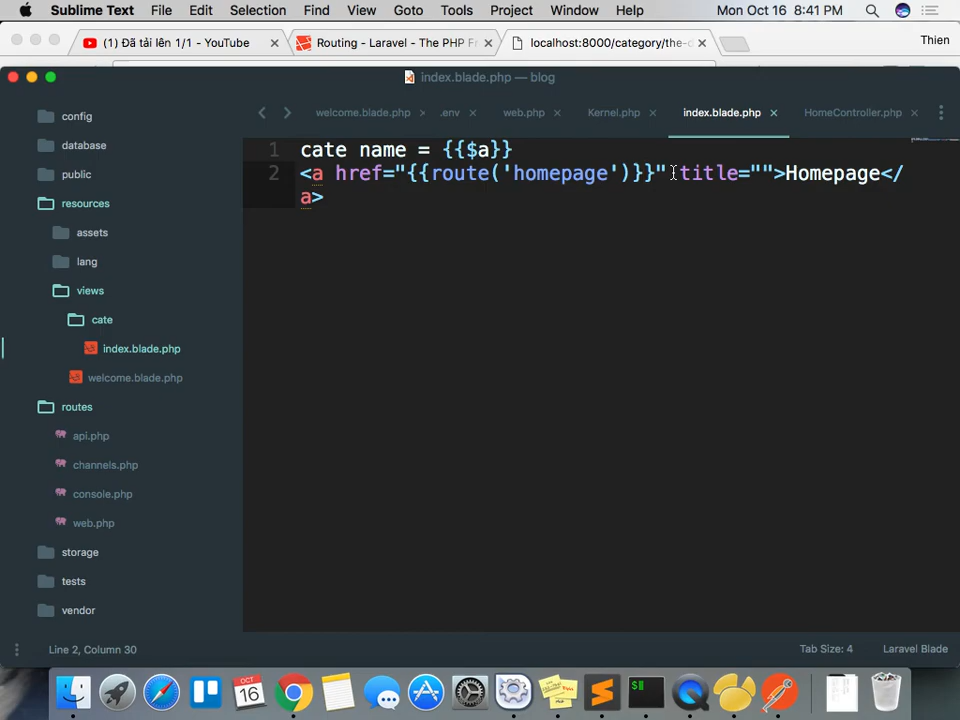 Sublime Text File Edit Selection Find View Goto Tools Project Window Help Mon Oct 16 8:41 PM
(1) Đã tải lên 1/1 - YouTube Routing - Laravel - The PHP F localhost:8000/category/the-d Thien
index.blade.php — blog
welcome.blade.php .env web.php Kernel.php index.blade.php HomeController.php
config
database
public
resources
assets
lang
views
cate
index.blade.php
welcome.blade.php
routes
api.php
channels.php
console.php
web.php
storage
tests
vendor
1 cate name = {{$a}}
2 <a href="{{route('homepage')}}" title="">Homepage</
a>
Line 2, Column 30 Tab Size: 4 Laravel Blade
OCT
16